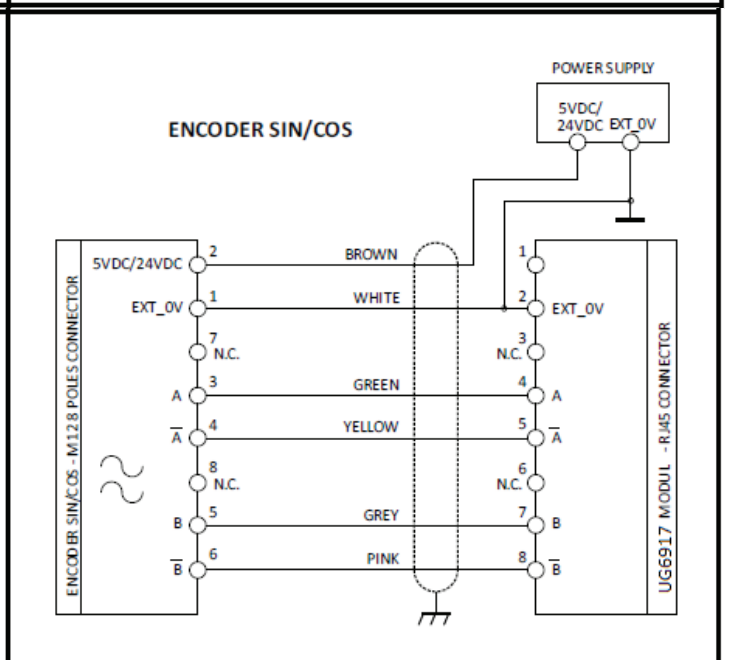 POWER SUPPLY
5VDC/
24VDC EXT_0V
ENCODER SIN/COS
ENCODER SIN/COS - M12 8 POLES CONNECTOR
5VDC/24VDC 2 BROWN 1
EXT_0V 1 WHITE 2 EXT_0V
7 N.C. 3 N.C.
A 3 GREEN 4 A
A̅ 4 YELLOW 5 A̅
8 N.C. 6 N.C.
B 5 GREY 7 B
B̅ 6 PINK 8 B̅
UG6917 MODUL - RJ45 CONNECTOR